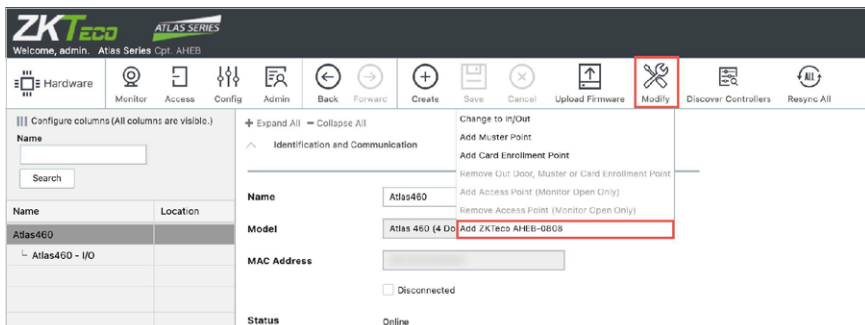 ZKTeco ATLAS SERIES
Welcome, admin. Atlas Series Cpt. AHEB
Hardware
Monitor Access Config Admin Back Forward Create Save Cancel Upload Firmware Modify Discover Controllers Resync All
ALL
Configure columns (All columns are visible.)
Name
Search
Name Location
Atlas460
Atlas460 - I/O
Expand All Collapse All
Identification and Communication
Name Atlas460
Model Atlas 460 (4 Do
MAC Address
Disconnected
Status Online
Change to In/Out
Add Muster Point
Add Card Enrollment Point
Remove Out Door, Muster or Card Enrollment Point
Add Access Point (Monitor Open Only)
Remove Access Point (Monitor Open Only)
Add ZKTeco AHEB-0808